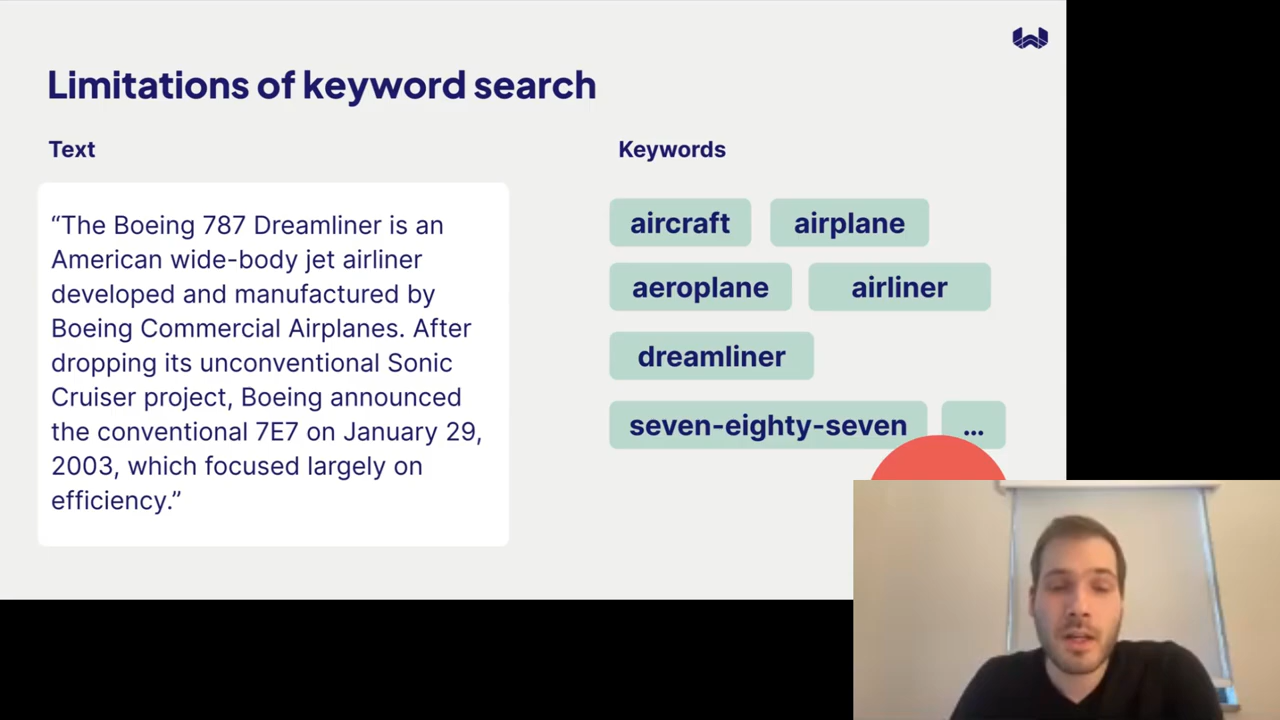 Limitations of keyword search
Text
“The Boeing 787 Dreamliner is an
American wide-body jet airliner
developed and manufactured by
Boeing Commercial Airplanes. After
dropping its unconventional Sonic
Cruiser project, Boeing announced
the conventional 7E7 on January 29,
2003, which focused largely on
efficiency.”
Keywords
aircraft airplane
aeroplane airliner
dreamliner
seven-eighty-seven ...